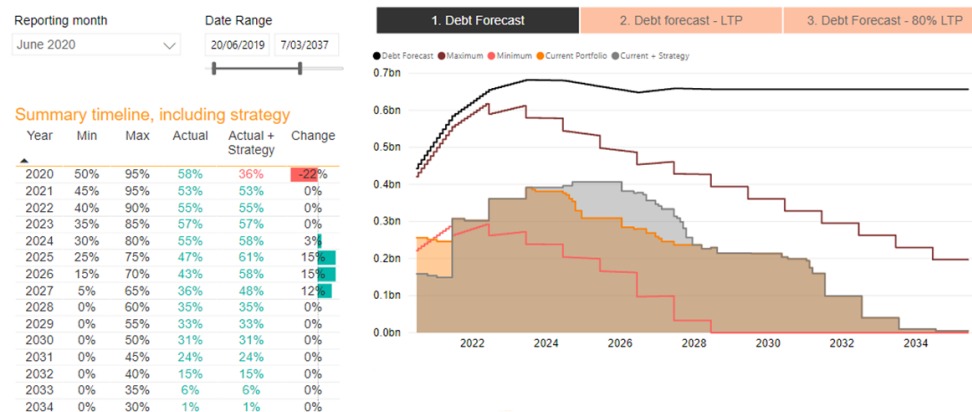 Reporting month
Date Range
June 2020
20/06/2019 7/03/2037
1. Debt Forecast
2. Debt forecast - LTP
3. Debt Forecast - 80% LTP
Debt Forecast Maximum Minimum Current Portfolio Current + Strategy
Summary timeline, including strategy
Year Min Max Actual Actual + Strategy Change
2020 50% 95% 58% 36% -22%
2021 45% 95% 53% 53% 0%
2022 40% 90% 55% 55% 0%
2023 35% 85% 57% 57% 0%
2024 30% 80% 55% 58% 3%
2025 25% 75% 47% 61% 15%
2026 15% 70% 43% 58% 15%
2027 5% 65% 36% 48% 12%
2028 0% 60% 35% 35% 0%
2029 0% 55% 33% 33% 0%
2030 0% 50% 31% 31% 0%
2031 0% 45% 24% 24% 0%
2032 0% 40% 15% 15% 0%
2033 0% 35% 6% 6% 0%
2034 0% 30% 1% 1% 0%
0.7bn
0.6bn
0.5bn
0.4bn
0.3bn
0.2bn
0.1bn
0.0bn
2022 2024 2026 2028 2030 2032 2034